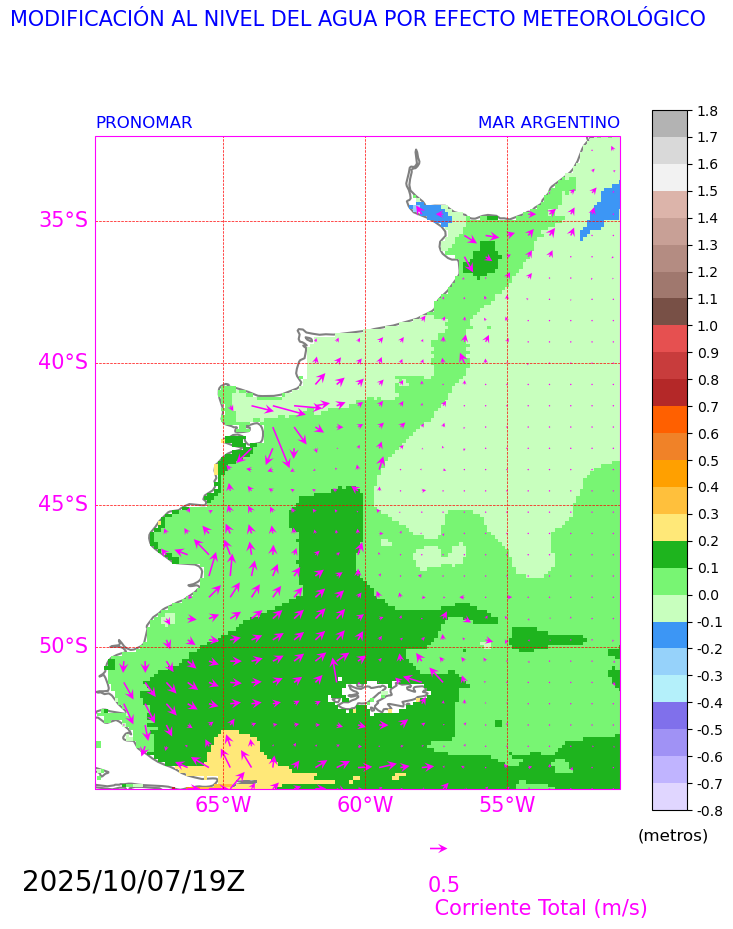 MODIFICACIÓN AL NIVEL DEL AGUA POR EFECTO METEOROLÓGICO
PRONOMAR
MAR ARGENTINO
35°S
40°S
45°S
50°S
65°W
60°W
55°W
1.8
1.7
1.6
1.5
1.4
1.3
1.2
1.1
1.0
0.9
0.8
0.7
0.6
0.5
0.4
0.3
0.2
0.1
0.0
-0.1
-0.2
-0.3
-0.4
-0.5
-0.6
-0.7
-0.8
(metros)
2025/10/07/19Z
0.5
Corriente Total (m/s)